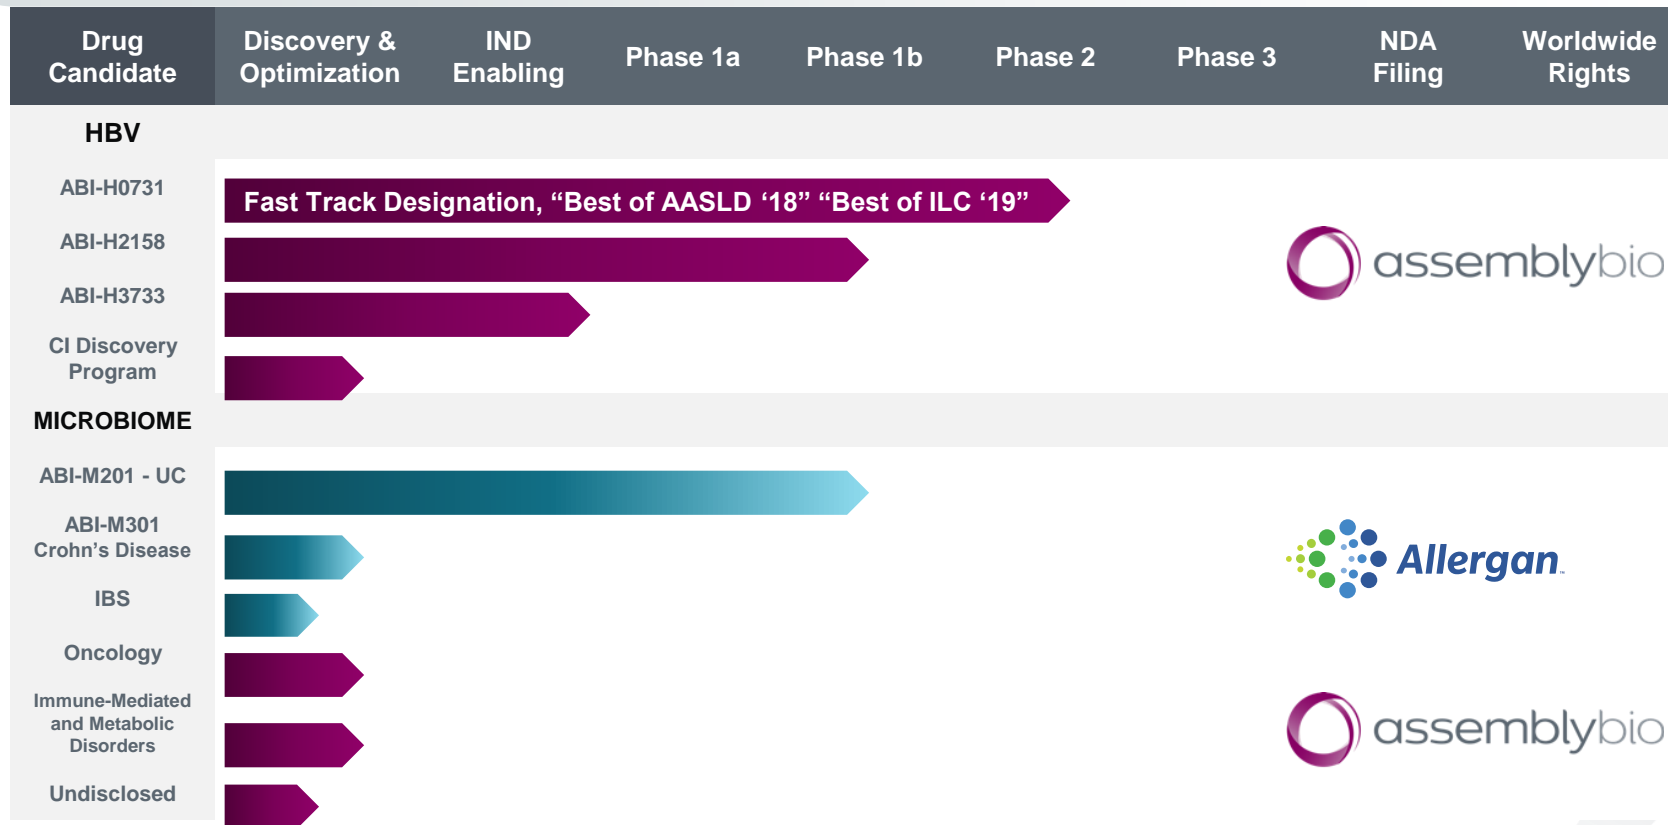 Drug Candidate
Discovery & Optimization
IND Enabling
Phase 1a
Phase 1b
Phase 2
Phase 3
NDA Filing
Worldwide Rights
HBV
ABI-H0731
Fast Track Designation, “Best of AASLD ‘18” “Best of ILC ‘19”
ABI-H2158
assemblybio
ABI-H3733
CI Discovery
Program
MICROBIOME
ABI-M201 - UC
ABI-M301
Crohn’s Disease
Allergan
IBS
Oncology
Immune-Mediated
and Metabolic
Disorders
assemblybio
Undisclosed